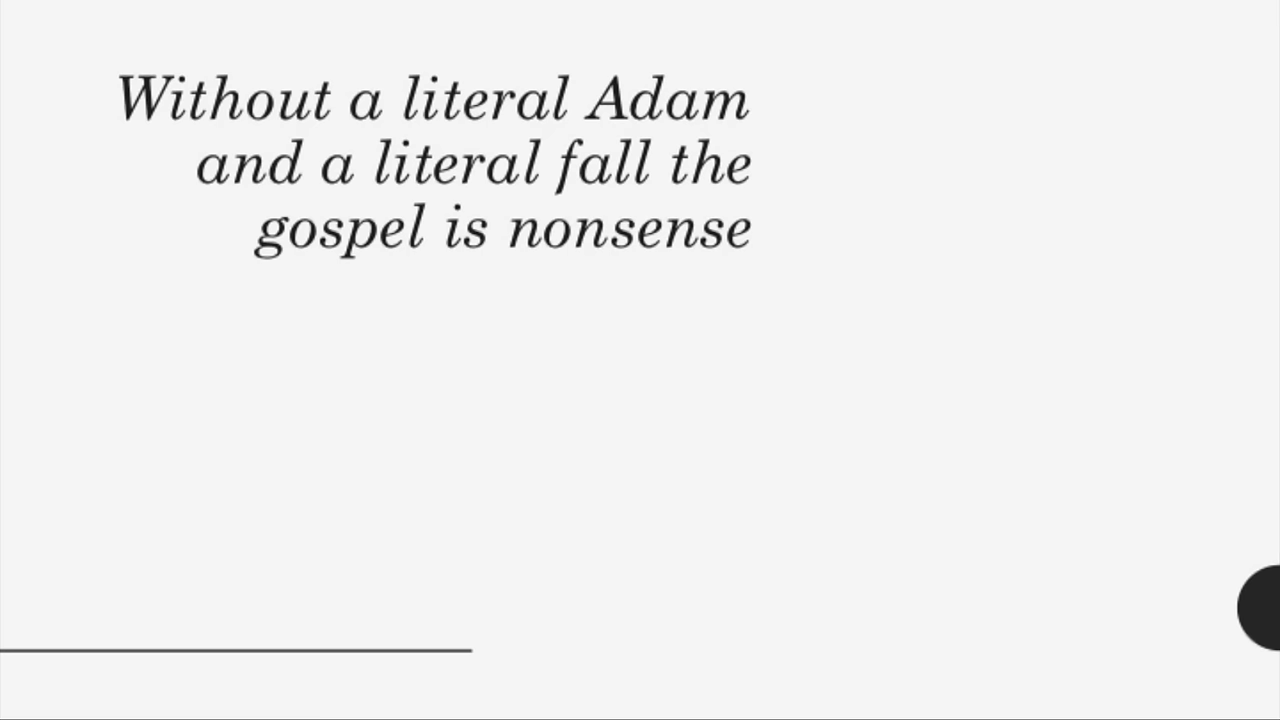 Without a literal Adam
and a literal fall the
gospel is nonsense